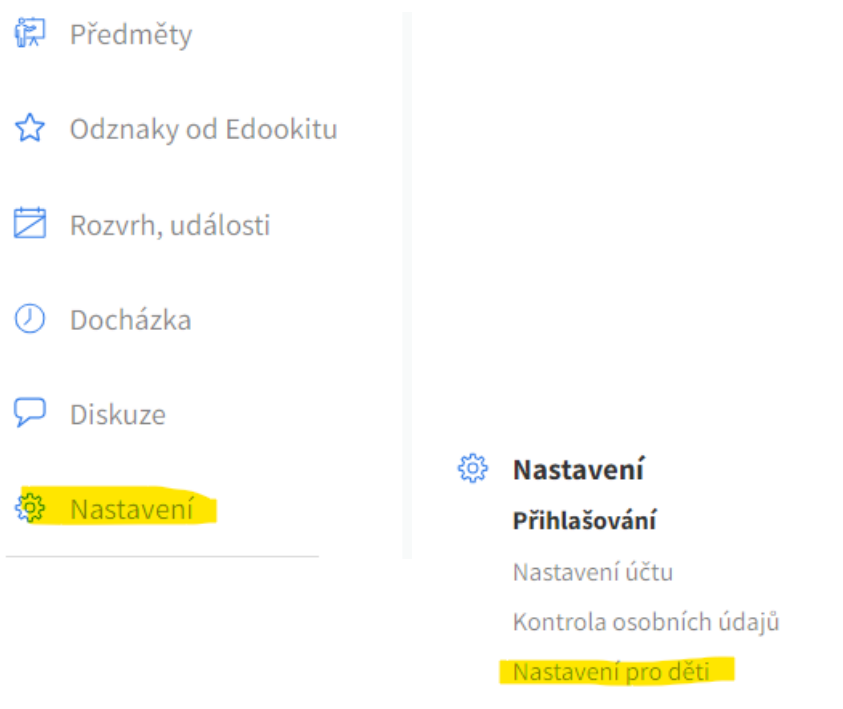 Předměty
Odznaky od Edookitu
Rozvrh, události
Docházka
Diskuze
Nastavení
Nastavení
Přihlašování
Nastavení účtu
Kontrola osobních údajů
Nastavení pro děti